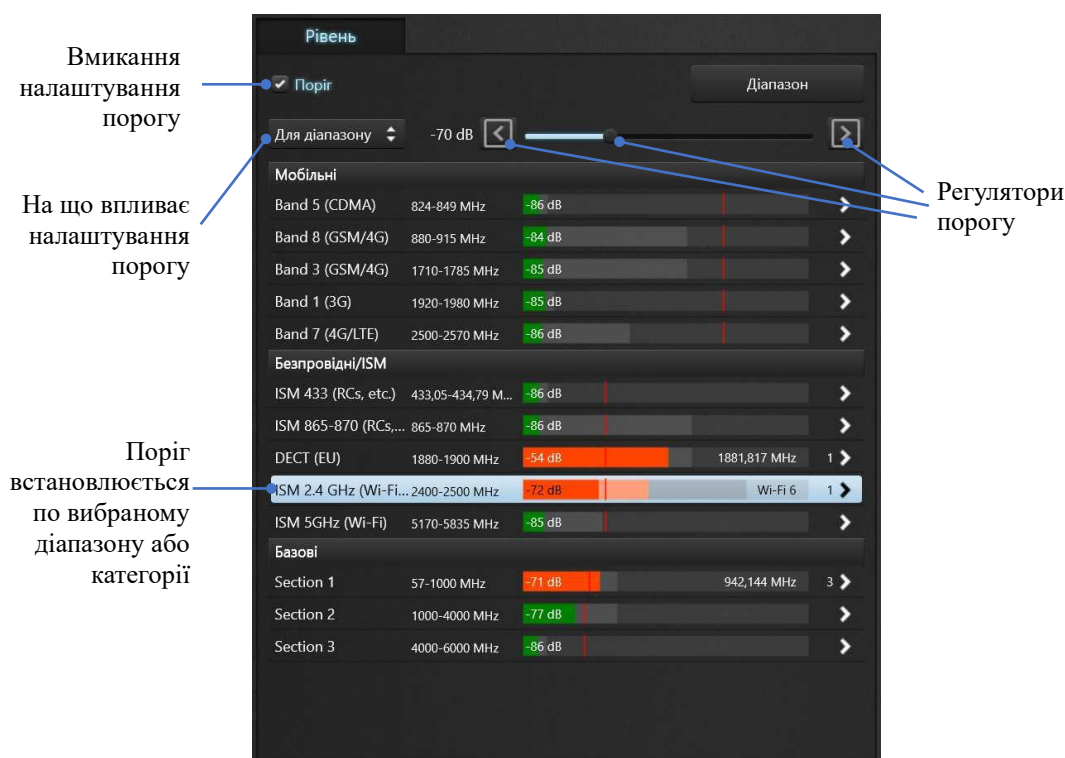 Рівень
Вмикання
налаштування
порогу
Поріг
Діапазон
Для діапазону
-70 dB
На що впливає
налаштування
порогу
Регулятори
порогу
Мобільні
Band 5 (CDMA) 824-849 MHz -86 dB
Band 8 (GSM/4G) 880-915 MHz -84 dB
Band 3 (GSM/4G) 1710-1785 MHz -85 dB
Band 1 (3G) 1920-1980 MHz -85 dB
Band 7 (4G/LTE) 2500-2570 MHz -86 dB
Безпровідні/ISM
ISM 433 (RCs, etc.) 433,05-434,79 M... -86 dB
ISM 865-870 (RCs,... 865-870 MHz -86 dB
DECT (EU) 1880-1900 MHz -54 dB 1881,817 MHz 1
ISM 2.4 GHz (Wi-Fi... 2400-2500 MHz -72 dB Wi-Fi 6 1
ISM 5GHz (Wi-Fi) 5170-5835 MHz -85 dB
Поріг
встановлюється
по вибраному
діапазону або
категорії
Базові
Section 1 57-1000 MHz -71 dB 942,144 MHz 3
Section 2 1000-4000 MHz -77 dB
Section 3 4000-6000 MHz -86 dB